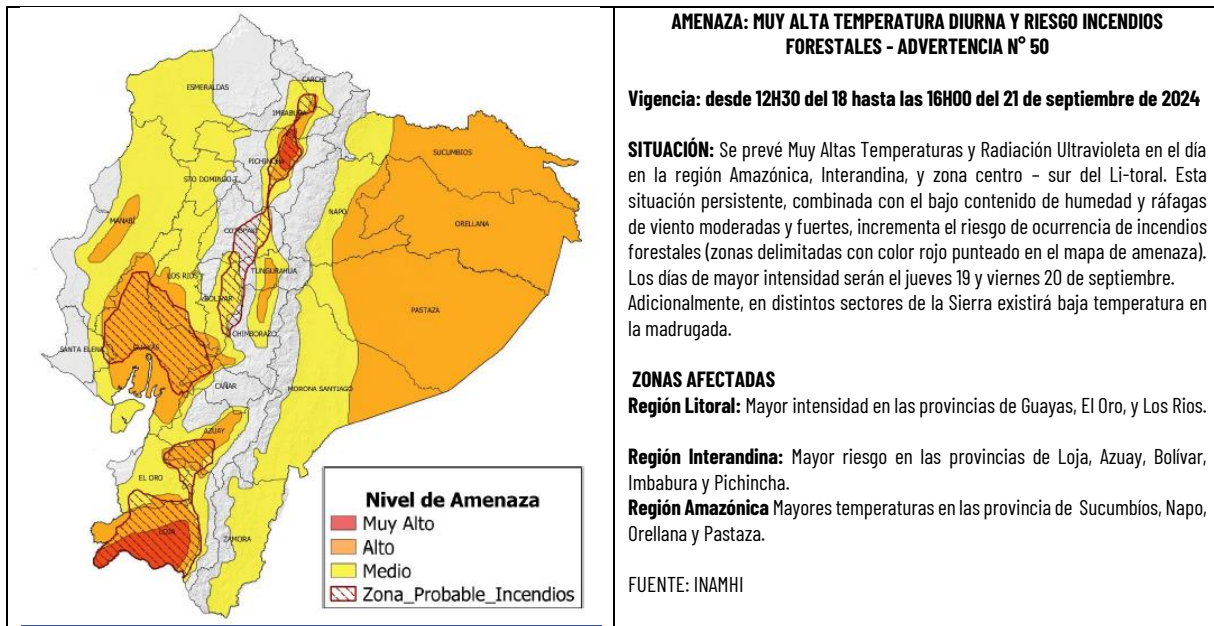 ESMERALDAS
CARCHI
IMBABURA
PICHINCHA
SUCUMBIOS
STO DOMINGO T.
NAPO
ORELLANA
MANABÍ
COTOPAXI
LOS RIOS
TUNGURAHUA
BOLIVAR
PASTAZA
CHIMBORAZO
SANTA ELENA
GUAYAS
CAÑAR
MORONA SANTIAGO
AZUAY
EL ORO
LOJA
ZAMORA
Nivel de Amenaza
Muy Alto
Alto
Medio
Zona_Probable_Incendios
AMENAZA: MUY ALTA TEMPERATURA DIURNA Y RIESGO INCENDIOS
FORESTALES - ADVERTENCIA N° 50
Vigencia: desde 12H30 del 18 hasta las 16H00 del 21 de septiembre de 2024
SITUACIÓN: Se prevé Muy Altas Temperaturas y Radiación Ultravioleta en el día
en la región Amazónica, Interandina, y zona centro – sur del Li-toral. Esta
situación persistente, combinada con el bajo contenido de humedad y ráfagas
de viento moderadas y fuertes, incrementa el riesgo de ocurrencia de incendios
forestales (zonas delimitadas con color rojo punteado en el mapa de amenaza).
Los días de mayor intensidad serán el jueves 19 y viernes 20 de septiembre.
Adicionalmente, en distintos sectores de la Sierra existirá baja temperatura en
la madrugada.
ZONAS AFECTADAS
Región Litoral: Mayor intensidad en las provincias de Guayas, El Oro, y Los Rios.
Región Interandina: Mayor riesgo en las provincias de Loja, Azuay, Bolívar,
Imbabura y Pichincha.
Región Amazónica Mayores temperaturas en las provincia de Sucumbíos, Napo,
Orellana y Pastaza.
FUENTE: INAMHI